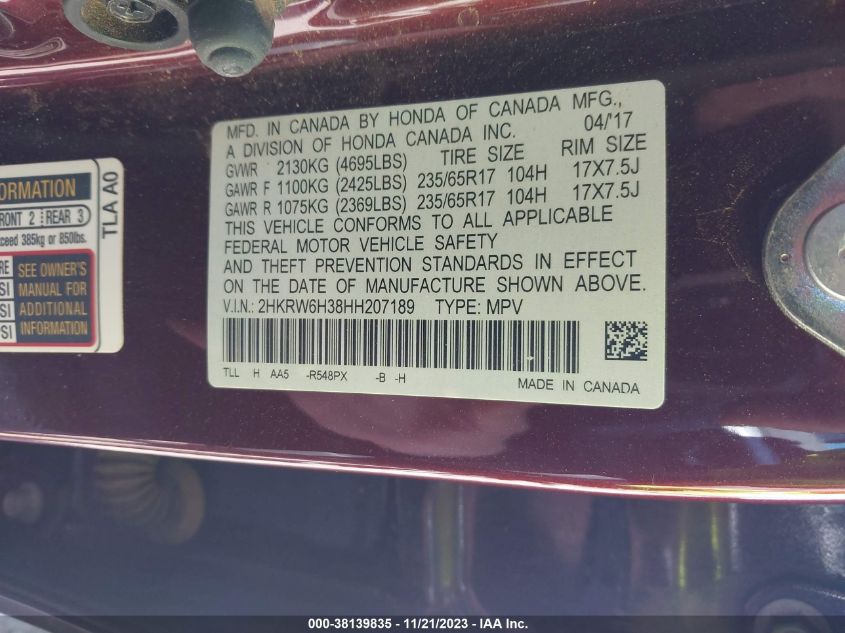 MFD. IN CANADA BY HONDA OF CANADA MFG.,
A DIVISION OF HONDA CANADA INC. 04/'17
GVWR 2130KG (4695LBS) TIRE SIZE RIM SIZE
GAWR F 1100KG (2425LBS) 235/65R17 104H 17X7.5J
GAWR R 1075KG (2369LBS) 235/65R17 104H 17X7.5J
THIS VEHICLE CONFORMS TO ALL APPLICABLE
FEDERAL MOTOR VEHICLE SAFETY
AND THEFT PREVENTION STANDARDS IN EFFECT
ON THE DATE OF MANUFACTURE SHOWN ABOVE.
V.I.N.: 2HKRW6H38HH207189 TYPE: MPV
TLL H AA5 -R548PX -B -H
MADE IN CANADA
FRONT 2 REAR 3
385kg or 850lbs.
SEE OWNER'S
MANUAL FOR
ADDITIONAL
INFORMATION
TLA A0
000-38139835 - 11/21/2023 - IAA Inc.